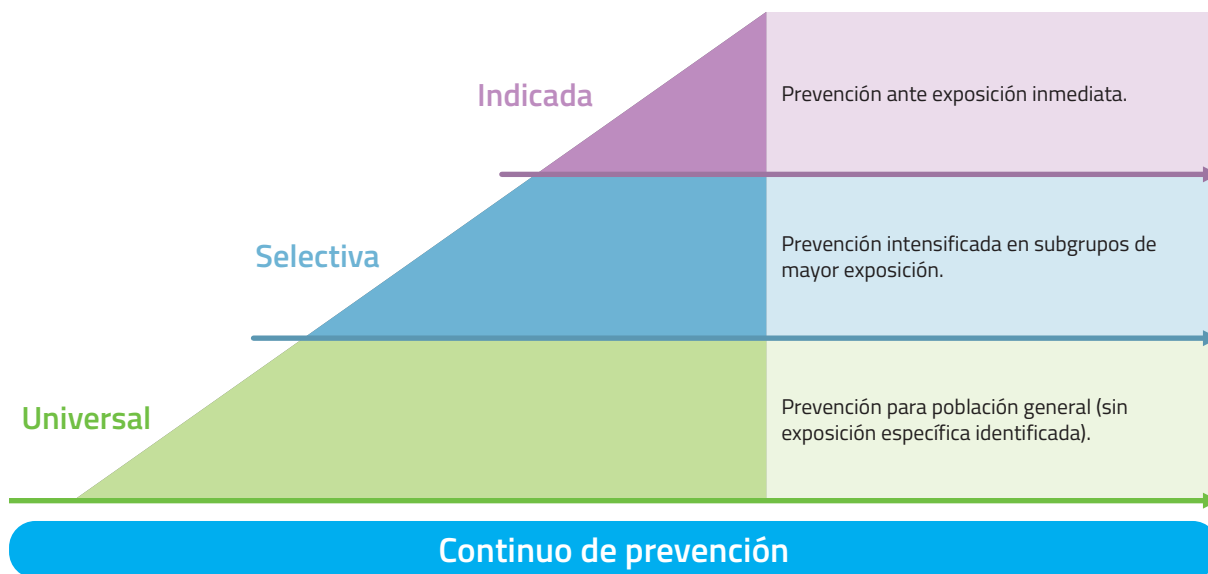 Indicada
Prevención ante exposición inmediata.
Selectiva
Prevención intensificada en subgrupos de
mayor exposición.
Universal
Prevención para población general (sin
exposición específica identificada).
Continuo de prevención